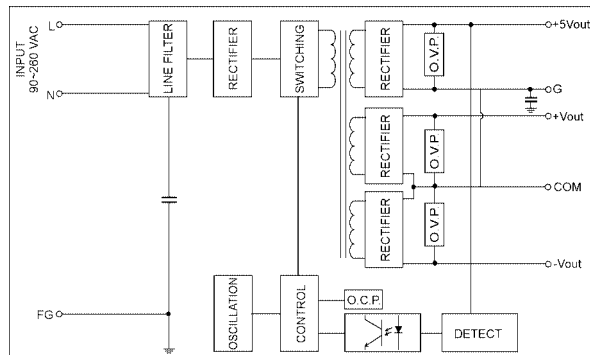 INPUT
90~260 VAC
L
N
FG
LINE FILTER
RECTIFIER
SWITCHING
RECTIFIER
O.V.P.
+5Vout
G
RECTIFIER
O.V.P.
+Vout
COM
RECTIFIER
O.V.P.
-Vout
OSCILLATION
CONTROL
O.C.P.
DETECT